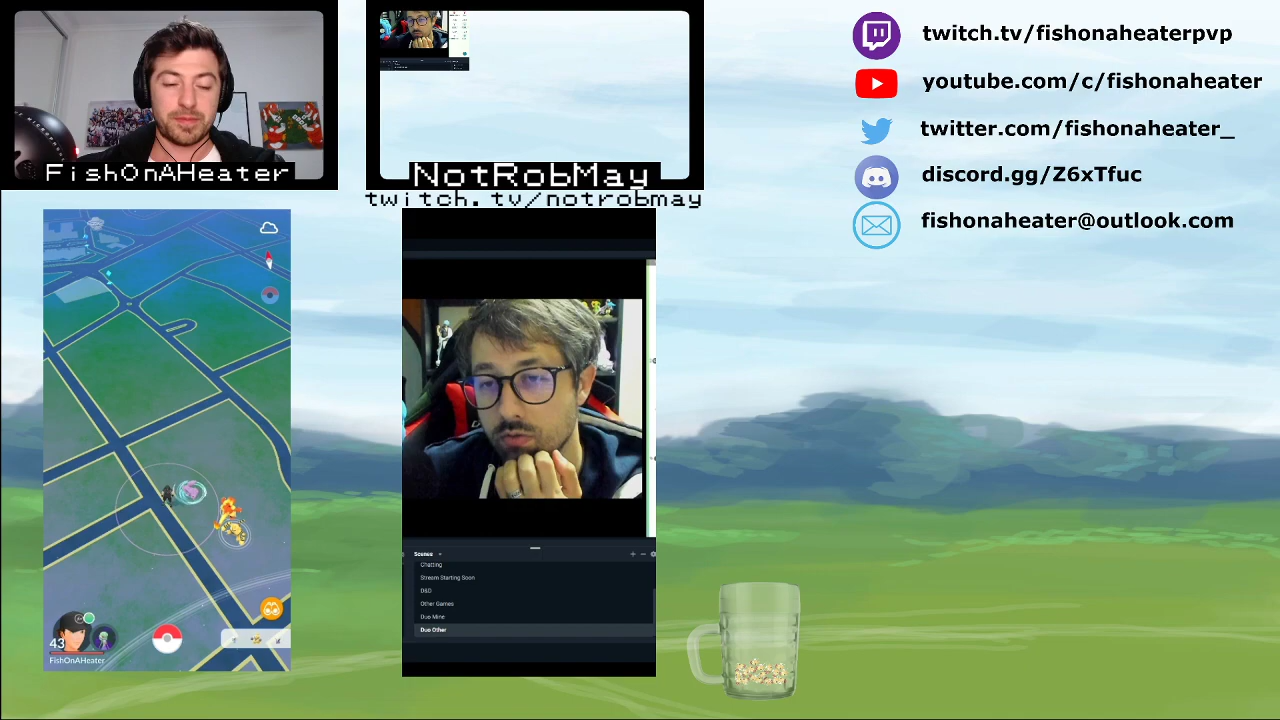 FishOnAHeater
NotRobMay
twitch.tv/notrobmay
twitch.tv/fishonaheaterpvp
youtube.com/c/fishonaheater
twitter.com/fishonaheater_
discord.gg/Z6xTfuc
fishonaheater@outlook.com
43
FishOnAHeater
Scenes
Chatting
Stream Starting Soon
D&D
Other Games
Duo Mine
Duo Other